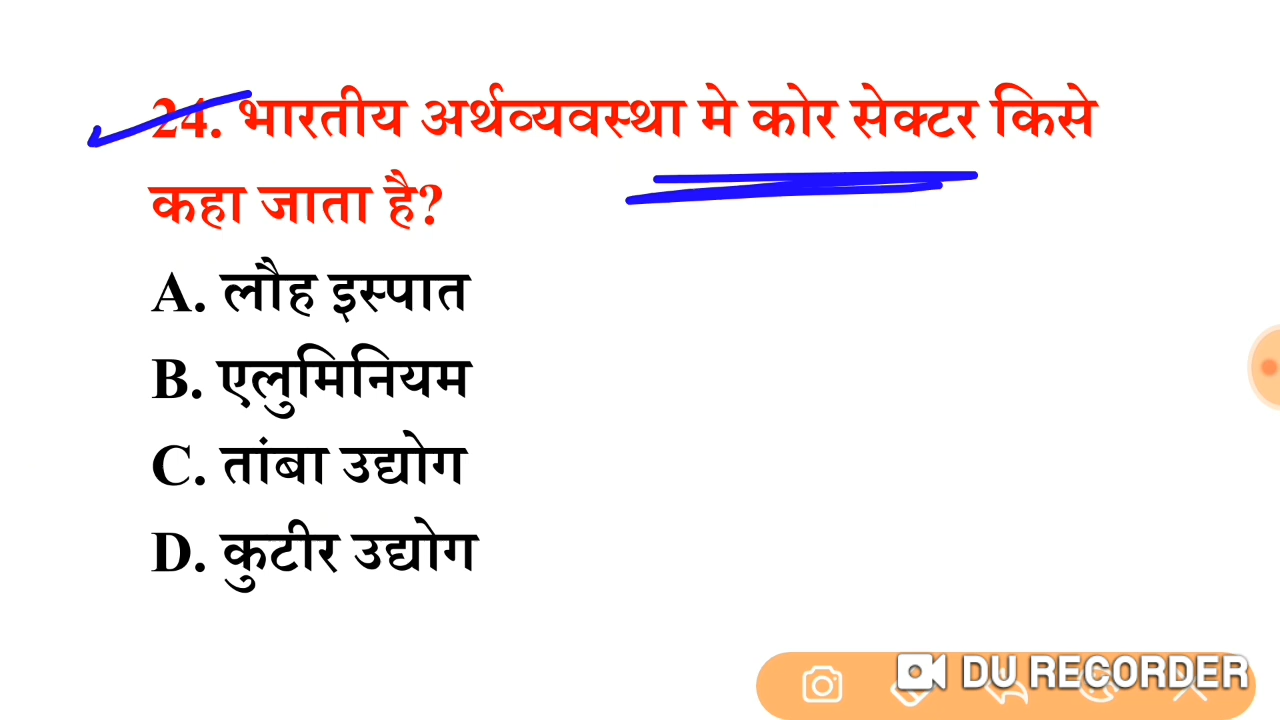 24. भारतीय अर्थव्यवस्था मे कोर सेक्टर किसे
कहा जाता है?
A. लौह इस्पात
B. एलुमिनियम
C. तांबा उद्योग
D. कुटीर उद्योग
DU RECORDER